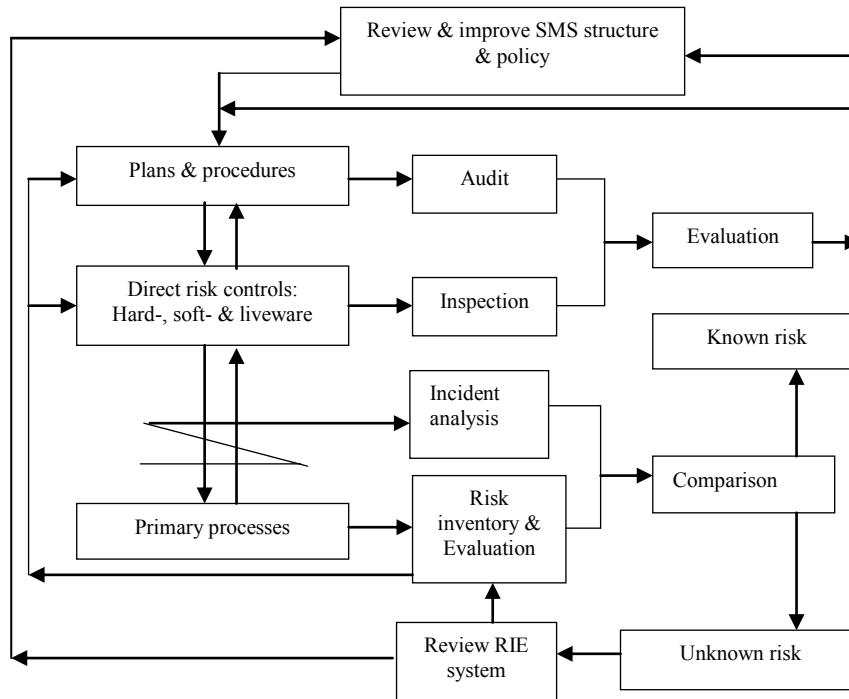 Review & improve SMS structure
& policy
Plans & procedures
Audit
Evaluation
Direct risk controls:
Hard-, soft- & liveware
Inspection
Known risk
Incident
analysis
Comparison
Primary processes
Risk
inventory &
Evaluation
Review RIE
system
Unknown risk